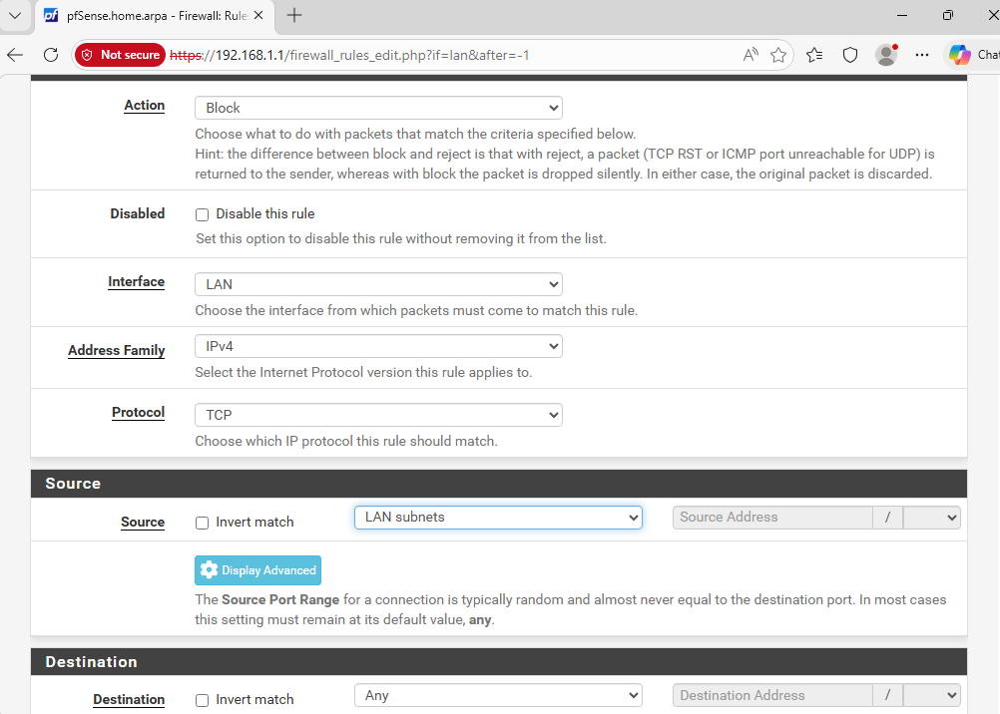 pfSense.home.arpa - Firewall: Rule
Not secure https://192.168.1.1/firewall_rules_edit.php?if=lan&after=-1
Chat
Action
Block
Choose what to do with packets that match the criteria specified below.
Hint: the difference between block and reject is that with reject, a packet (TCP RST or ICMP port unreachable for UDP) is
returned to the sender, whereas with block the packet is dropped silently. In either case, the original packet is discarded.
Disabled
Disable this rule
Set this option to disable this rule without removing it from the list.
Interface
LAN
Choose the interface from which packets must come to match this rule.
Address Family
IPv4
Select the Internet Protocol version this rule applies to.
Protocol
TCP
Choose which IP protocol this rule should match.
Source
Source
Invert match
LAN subnets
Source Address
/
Display Advanced
The Source Port Range for a connection is typically random and almost never equal to the destination port. In most cases
this setting must remain at its default value, any.
Destination
Destination
Invert match
Any
Destination Address
/